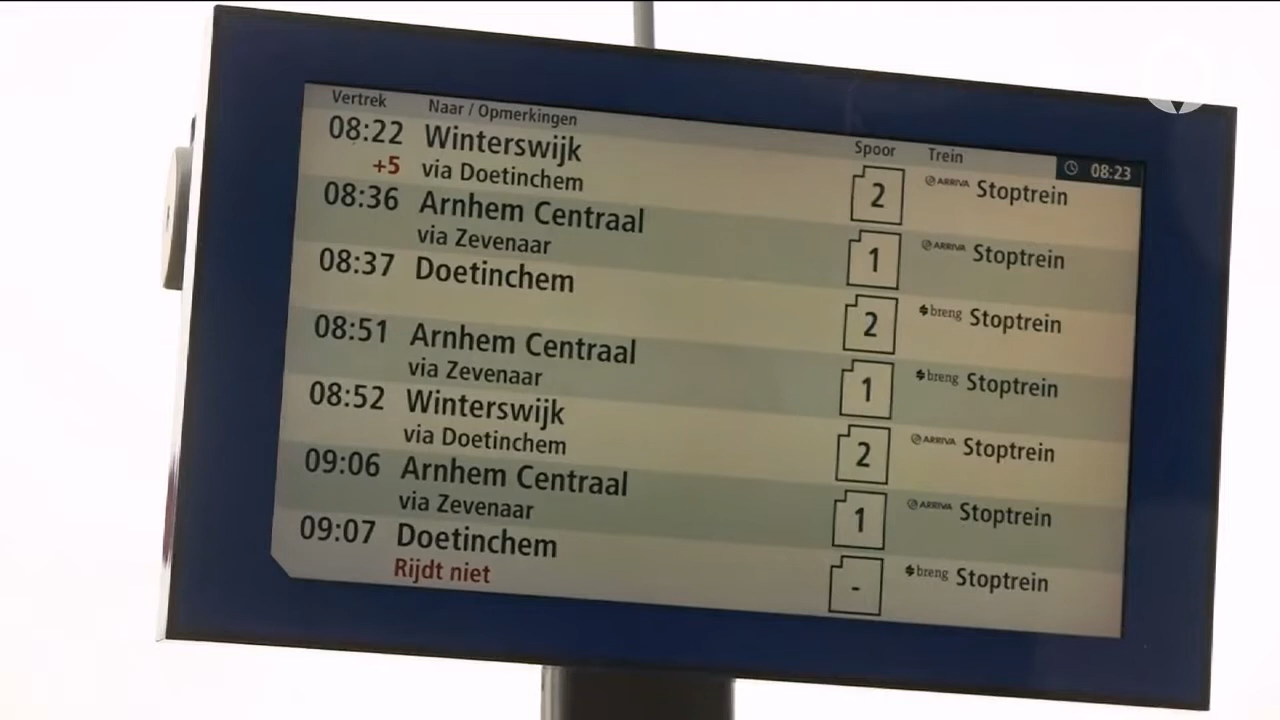 Vertrek Naar / Opmerkingen Spoor Trein 08:23
08:22 Winterswijk 2 ARRIVA Stoptrein
+5 via Doetinchem
08:36 Arnhem Centraal 1 ARRIVA Stoptrein
via Zevenaar
08:37 Doetinchem 2 breng Stoptrein
08:51 Arnhem Centraal 1 breng Stoptrein
via Zevenaar
08:52 Winterswijk 2 ARRIVA Stoptrein
via Doetinchem
09:06 Arnhem Centraal 1 ARRIVA Stoptrein
via Zevenaar
09:07 Doetinchem - breng Stoptrein
Rijdt niet